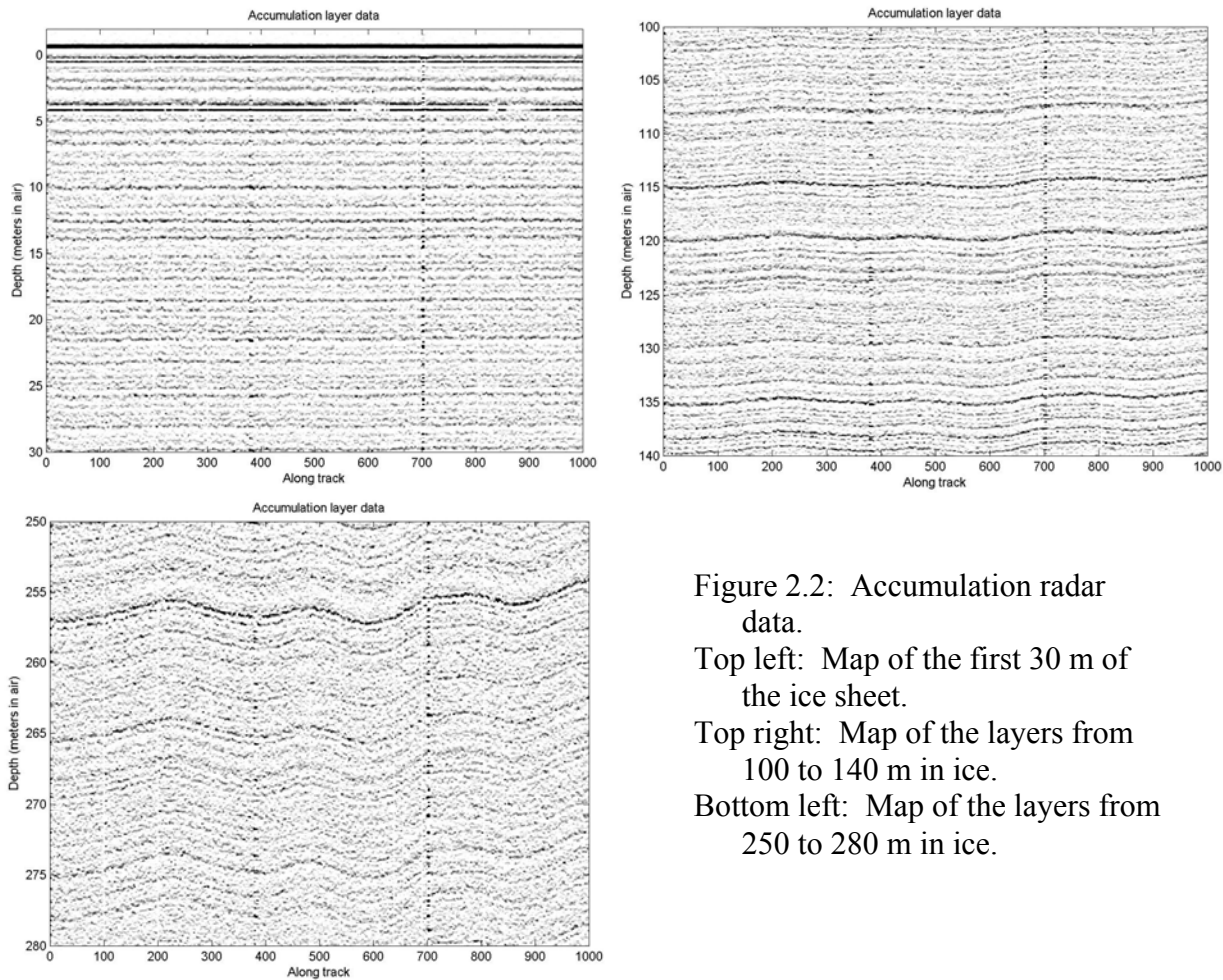 Accumulation layer data
0
5
10
15
20
25
30
Depth (meters in air)
0 100 200 300 400 500 600 700 800 900 1000
Along track
Accumulation layer data
100
105
110
115
120
125
130
135
140
Depth (meters in air)
0 100 200 300 400 500 600 700 800 900 1000
Along track
Accumulation layer data
250
255
260
265
270
275
280
Depth (meters in air)
0 100 200 300 400 500 600 700 800 900 1000
Along track
Figure 2.2: Accumulation radar
data.
Top left: Map of the first 30 m of
the ice sheet.
Top right: Map of the layers from
100 to 140 m in ice.
Bottom left: Map of the layers from
250 to 280 m in ice.